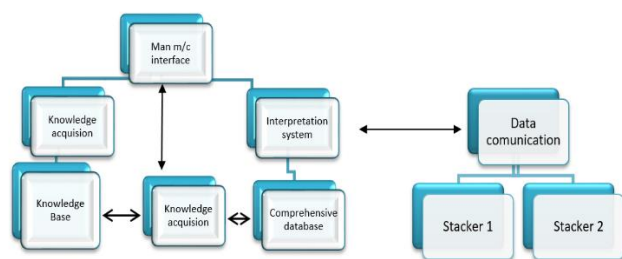 Man m/c
interface
Knowledge
acquision
Interpretation
system
Data
comunication
Knowledge
Base
Knowledge
acquision
Comprehensive
database
Stacker 1
Stacker 2